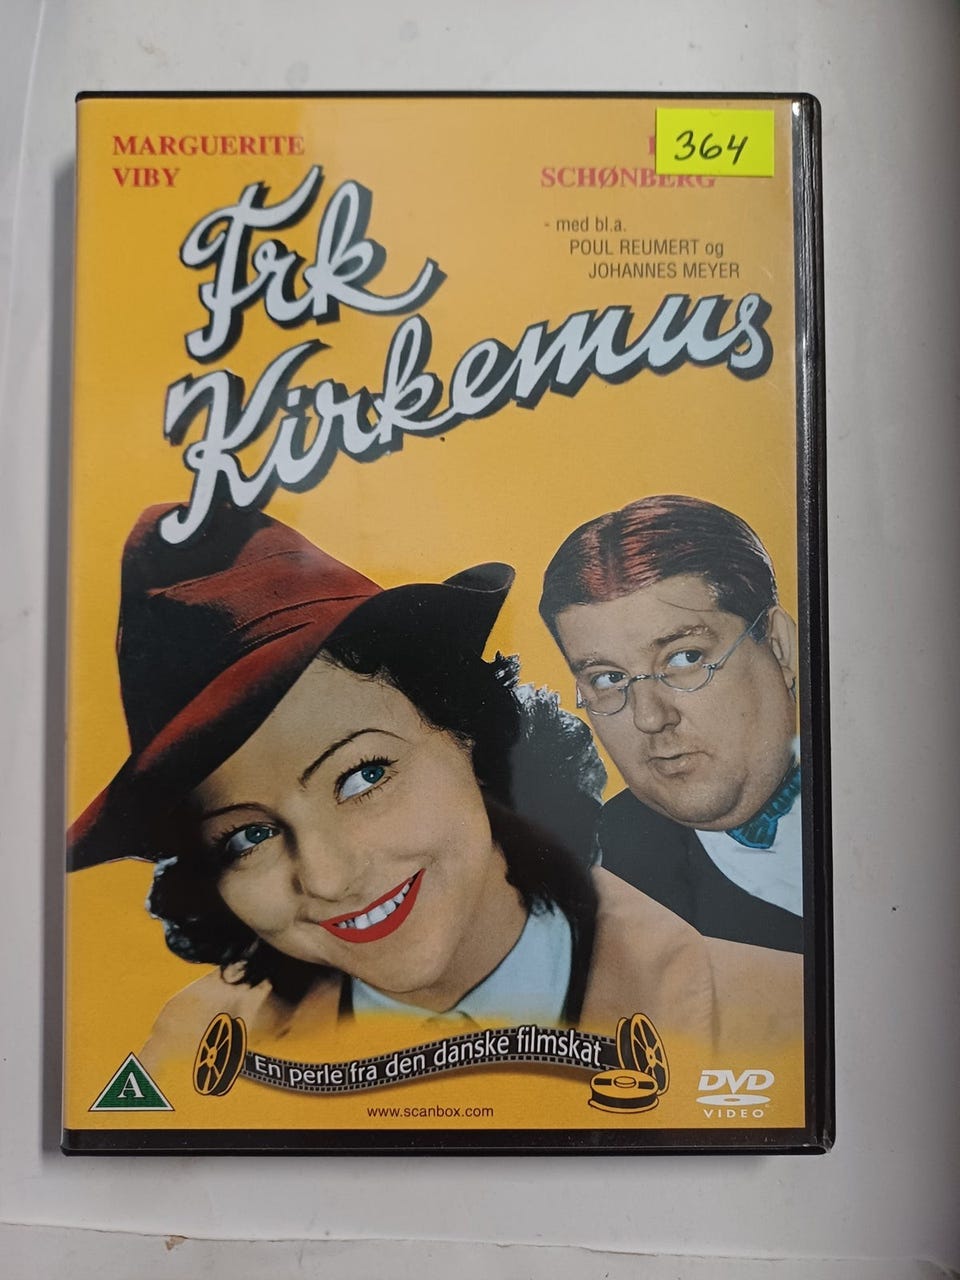 MARGUERITE
VIBY
364
SCHØNBERG
- med bl.a.
POUL REUMERT og
JOHANNES MEYER
Frk
Kirkemus
En perle fra den danske filmskat
A
www.scanbox.com
DVD
VIDEO